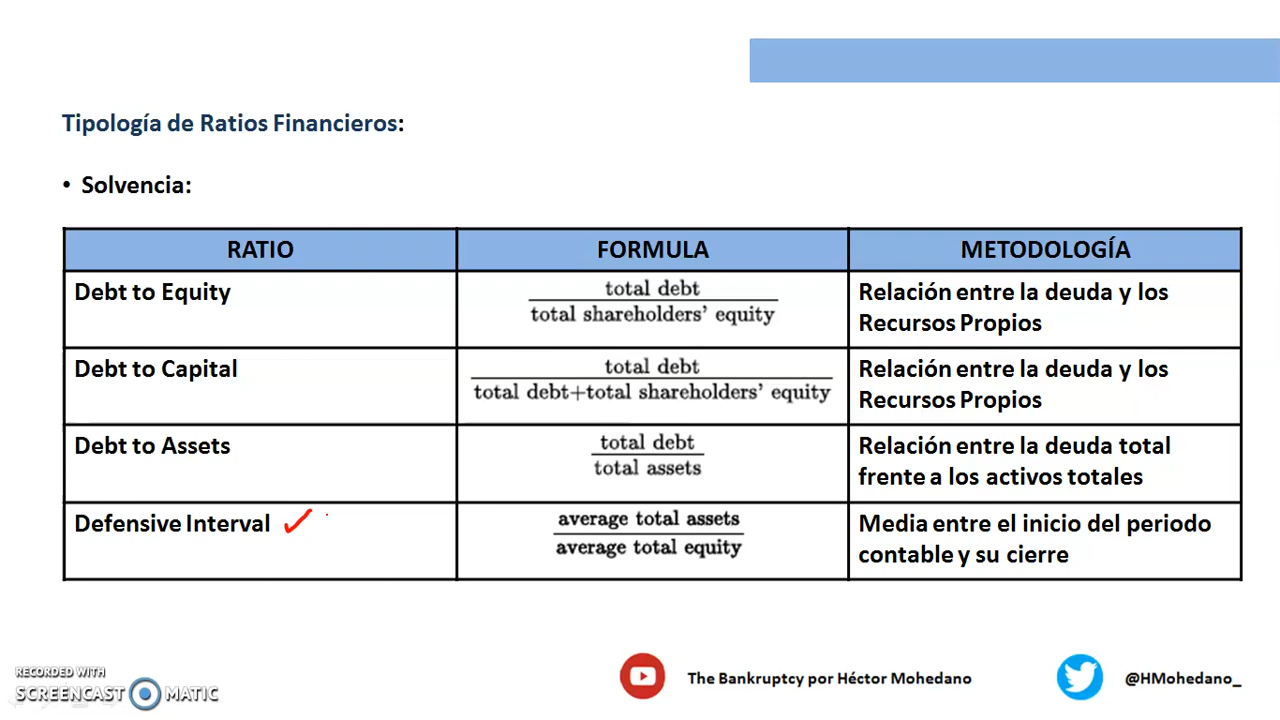 Tipología de Ratios Financieros:
• Solvencia:
RATIO FORMULA METODOLOGÍA
Debt to Equity
total debt
total shareholders' equity
Relación entre la deuda y los
Recursos Propios
Debt to Capital
total debt
total debt+total shareholders' equity
Relación entre la deuda y los
Recursos Propios
Debt to Assets
total debt
total assets
Relación entre la deuda total
frente a los activos totales
Defensive Interval
average total assets
average total equity
Media entre el inicio del periodo
contable y su cierre
RECORDED WITH
SCREENCAST MATIC
The Bankruptcy por Héctor Mohedano
@HMohedano_